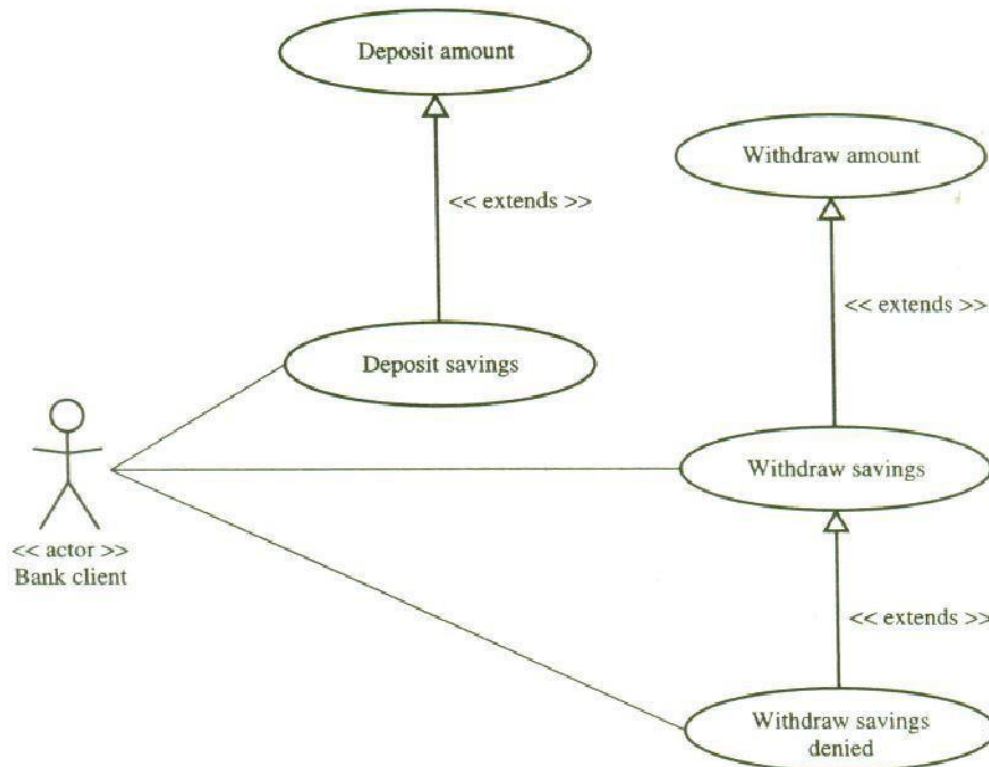 Deposit amount
Withdraw amount
<< extends >>
<< extends >>
Deposit savings
Withdraw savings
<< actor >>
Bank client
<< extends >>
Withdraw savings
denied